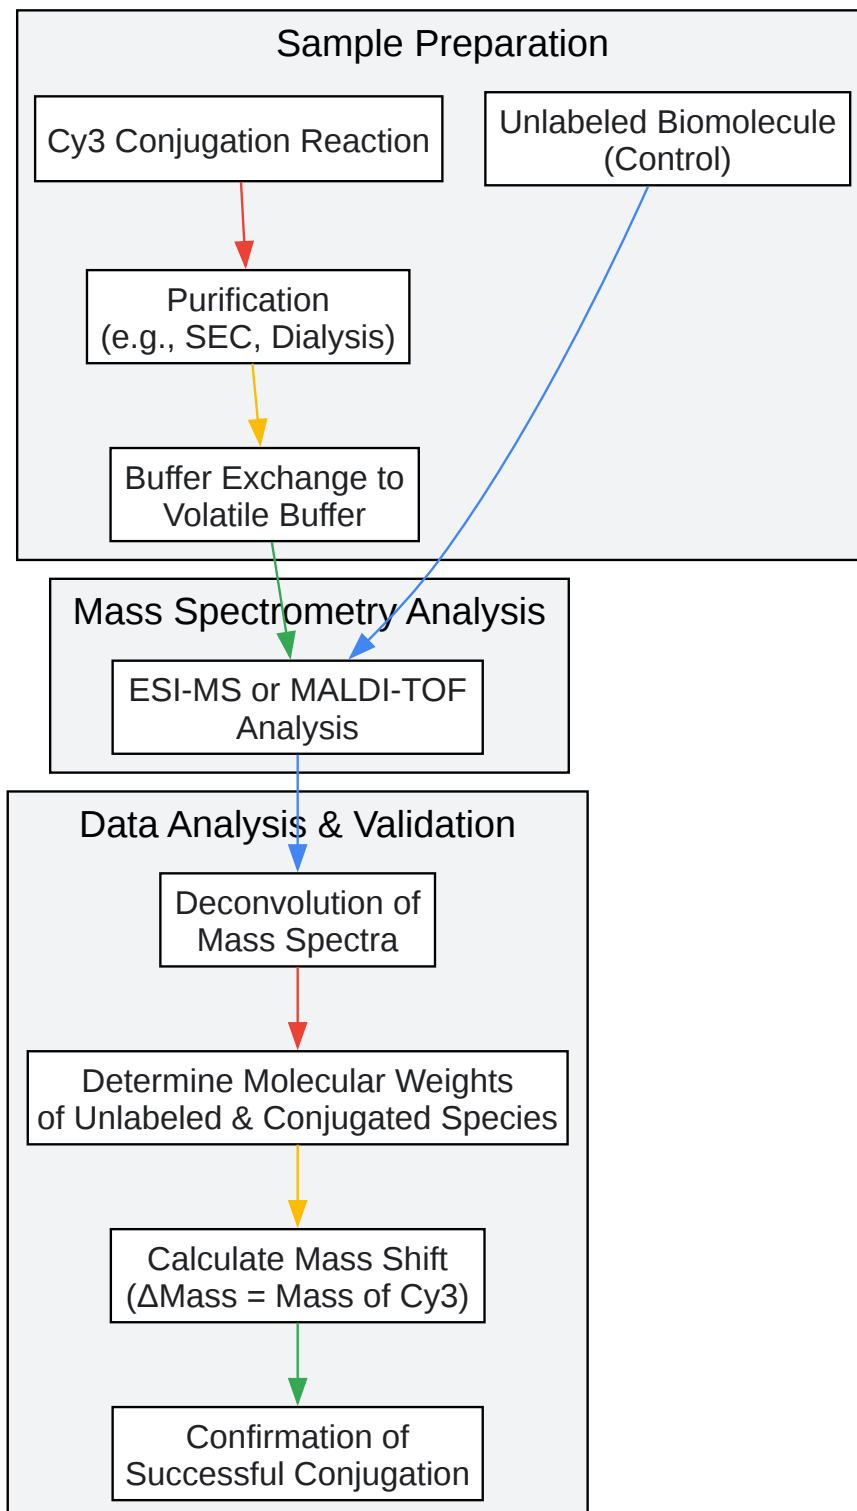 Sample Preparation
Cy3 Conjugation Reaction
Unlabeled Biomolecule
(Control)
Purification
(e.g., SEC, Dialysis)
Buffer Exchange to
Volatile Buffer
Mass Spectrometry Analysis
ESI-MS or MALDI-TOF
Analysis
Data Analysis & Validation
Deconvolution of
Mass Spectra
Determine Molecular Weights
of Unlabeled & Conjugated Species
Calculate Mass Shift
(ΔMass = Mass of Cy3)
Confirmation of
Successful Conjugation